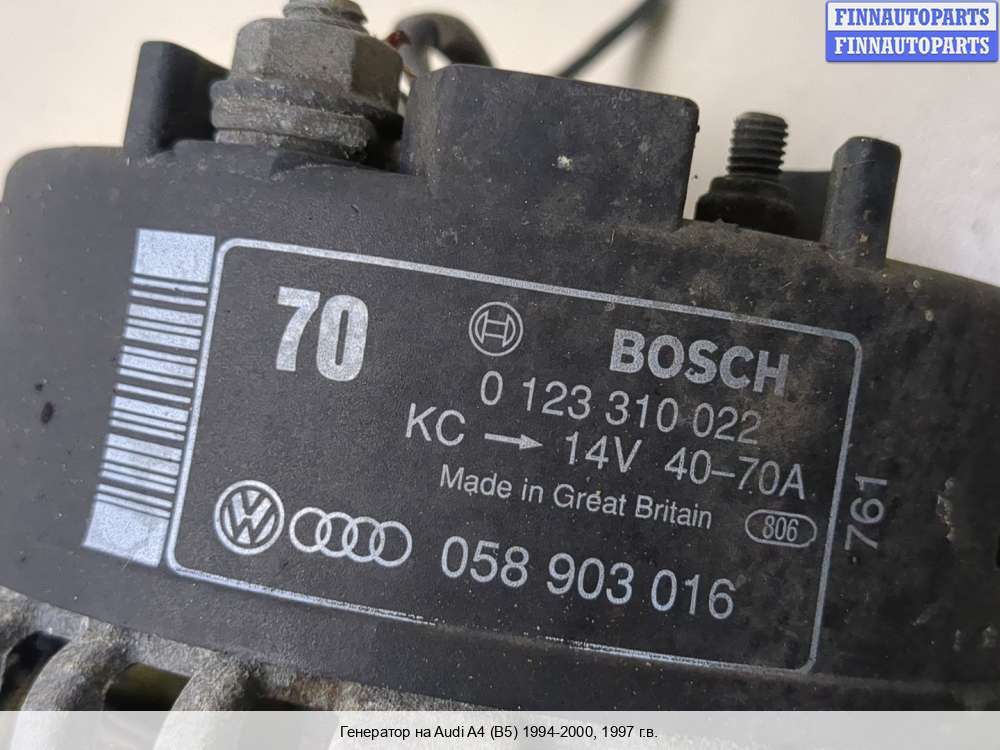 FINNAUTOPARTS
FINNAUTOPARTS
70
BOSCH
0 123 310 022
KC → 14V 40–70A
Made in Great Britain 806
761
058 903 016
Генератор на Audi A4 (B5) 1994-2000, 1997 г.в.